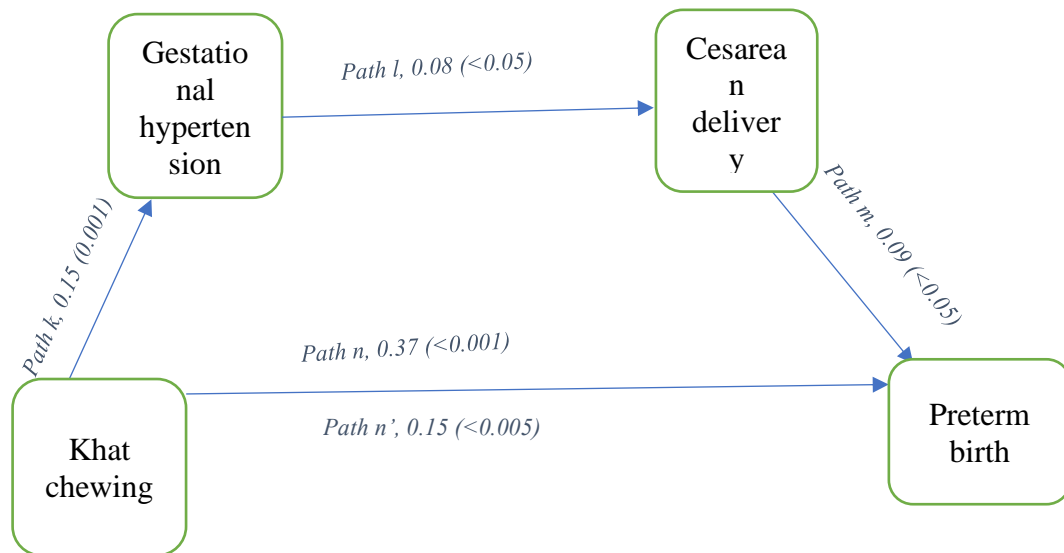 Gestatio
nal
hyperten
sion
Path l, 0.08 (<0.05)
Cesarea
n
deliver
y
Path k, 0.15 (0.001)
Path m, 0.09 (<0.05)
Path n, 0.37 (<0.001)
Path n’, 0.15 (<0.005)
Khat
chewing
Preterm
birth